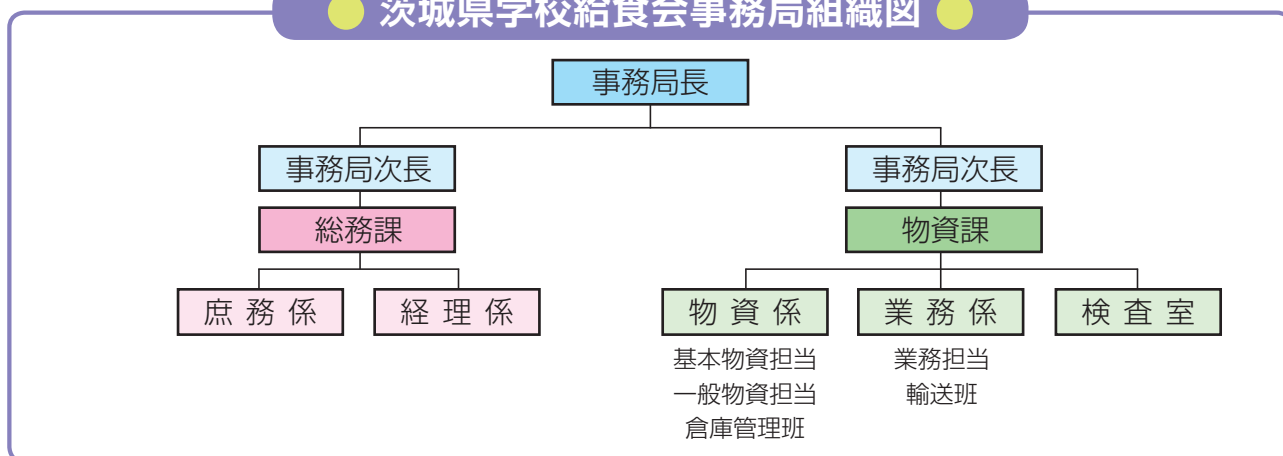 茨城県学校給食会事務局組織図
事務局長
事務局次長 事務局次長
総務課 物資課
庶務係 経理係 物資係 業務係 検査室
基本物資担当 業務担当
一般物資担当 輸送班
倉庫管理班